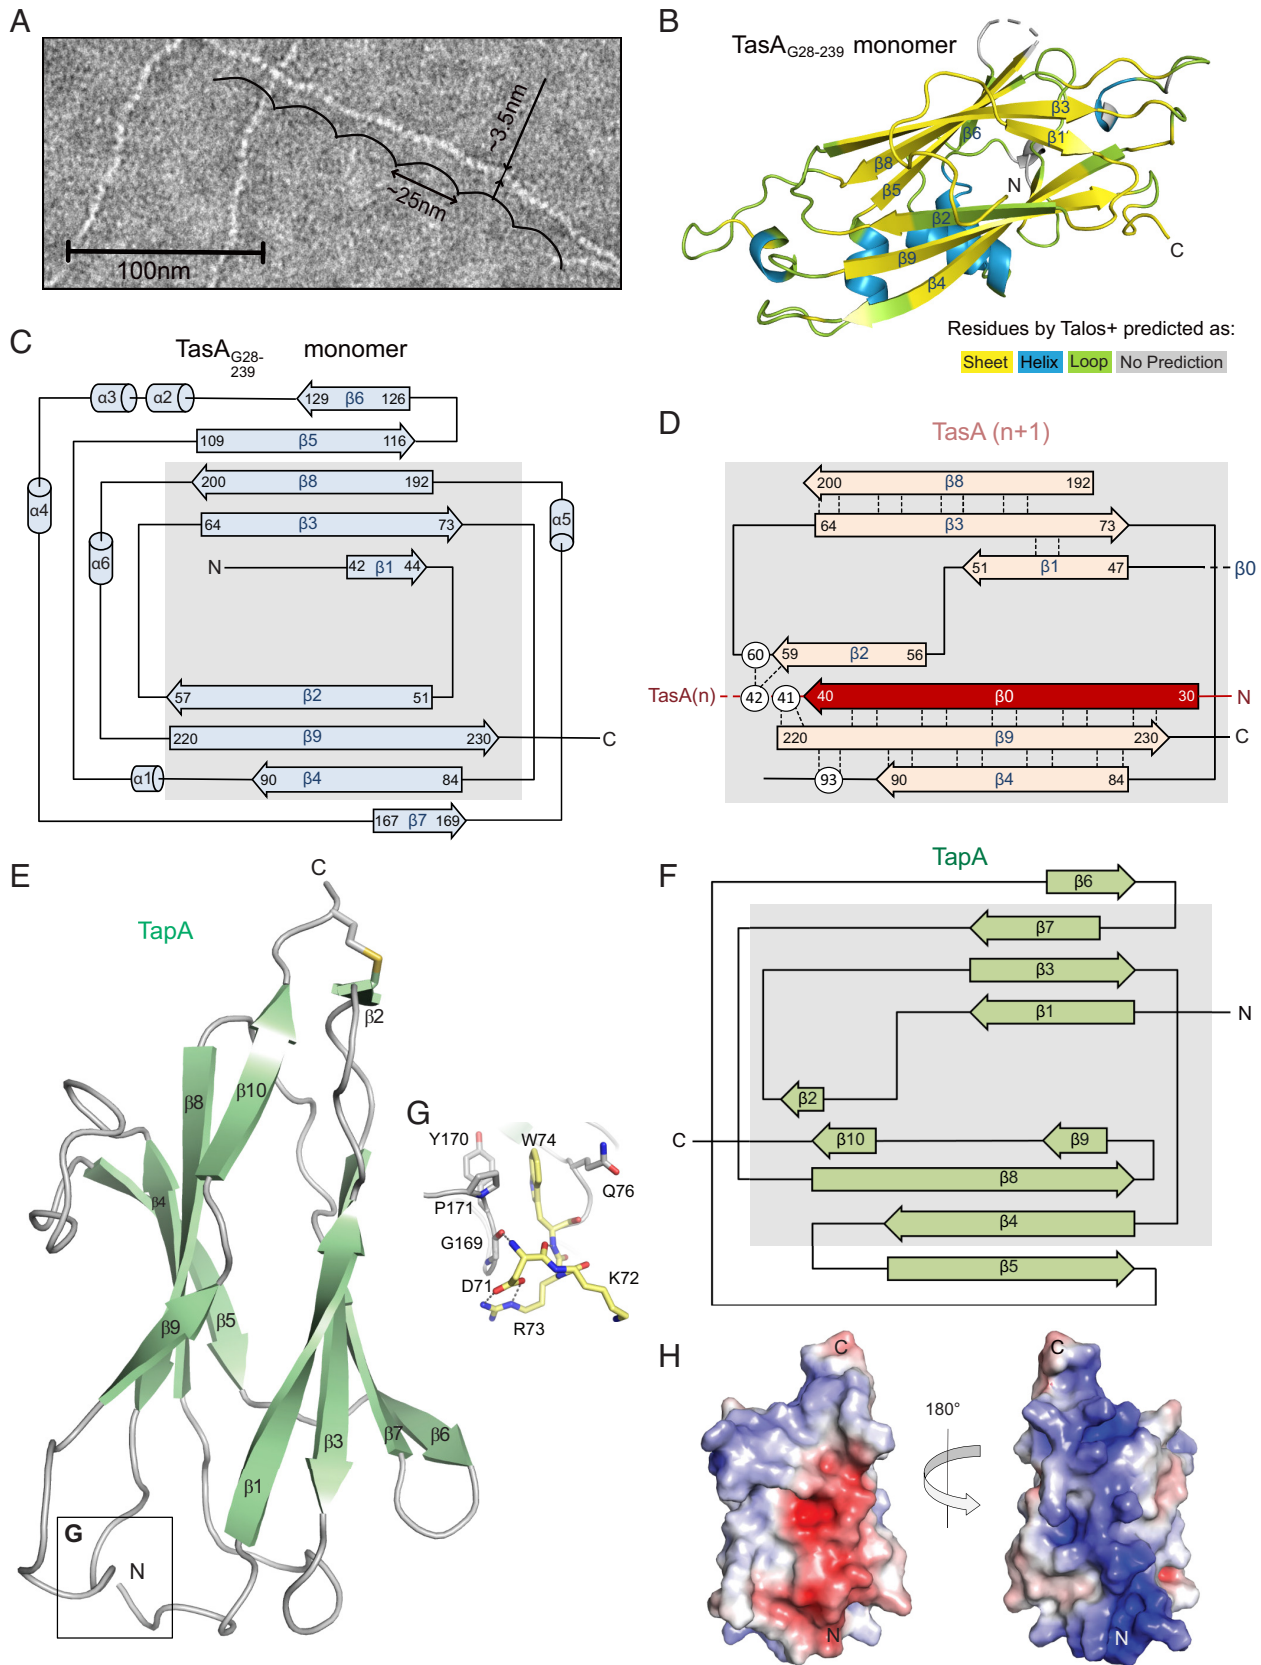 A
~3.5nm
~25nm
100nm
B
TasA G28-239 monomer
β3
β6
β1'
β8
β5
N
β2
β9
β4
C
Residues by Talos+ predicted as:
Sheet Helix Loop No Prediction
C
TasA G28-239 monomer
α3 α2 129 β6 126
109 β5 116
200 β8 192
α4 α5
64 β3 73
α6
N 42 β1 44
57 β2 51
220 β9 230 C
α1 90 β4 84
167 β7 169
D
TasA (n+1)
200 β8 192
64 β3 73
51 β1 47 β0
60 59 β2 56
TasA(n) 42 41 40 β0 30 N
220 β9 230 C
93 90 β4 84
E
TapA
C
β2
β10
β8
β4
β9
β5
β1
β3
β7
β6
G
N
F
TapA
β6
β7
β3
β1 N
β2
C β10 β9
β8
β4
β5
G
Y170 W74
Q76
P171
G169
D71 K72
R73
H
C
180°
C
N
N